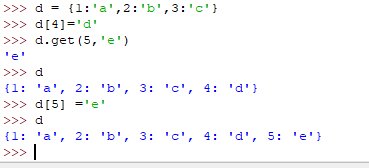 >>> d = {1:'a',2:'b',3:'c'}
>>> d[4]='d'
>>> d.get(5,'e')
'e'
>>> d
{1: 'a', 2: 'b', 3: 'c', 4: 'd'}
>>> d[5] ='e'
>>> d
{1: 'a', 2: 'b', 3: 'c', 4: 'd', 5: 'e'}
>>>